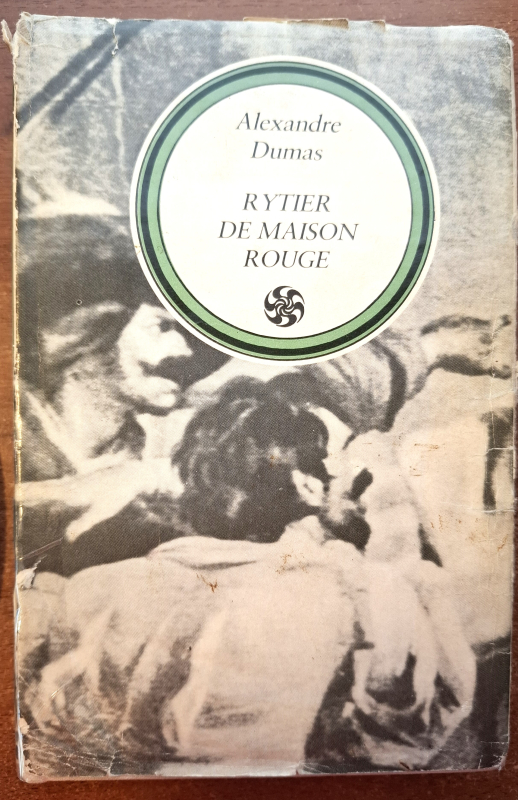 Alexandre
Dumas
RYTIER
DE MAISON
ROUGE